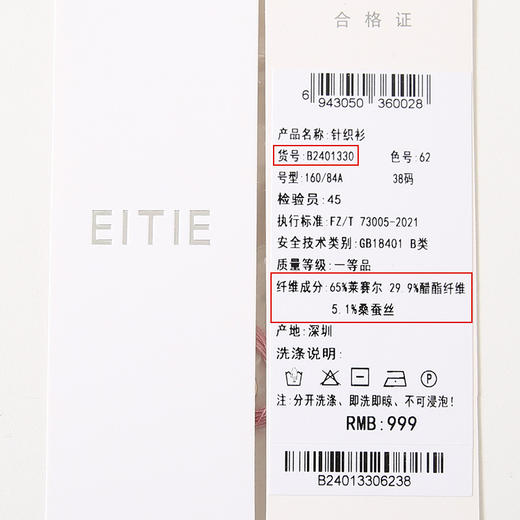 EITIE
合格证
6 943050 360028
产品名称:针织衫
货号:B2401330 色号:62
号型:160/84A 38码
检验员:45
执行标准:FZ/T 73005-2021
安全技术类别:GB18401 B类
质量等级:一等品
纤维成分:65%莱赛尔 29.9%醋酯纤维
5.1%桑蚕丝
产地:深圳
洗涤说明:
P
注:分开洗涤、即洗即晾、不可浸泡!
RMB:999
B24013306238